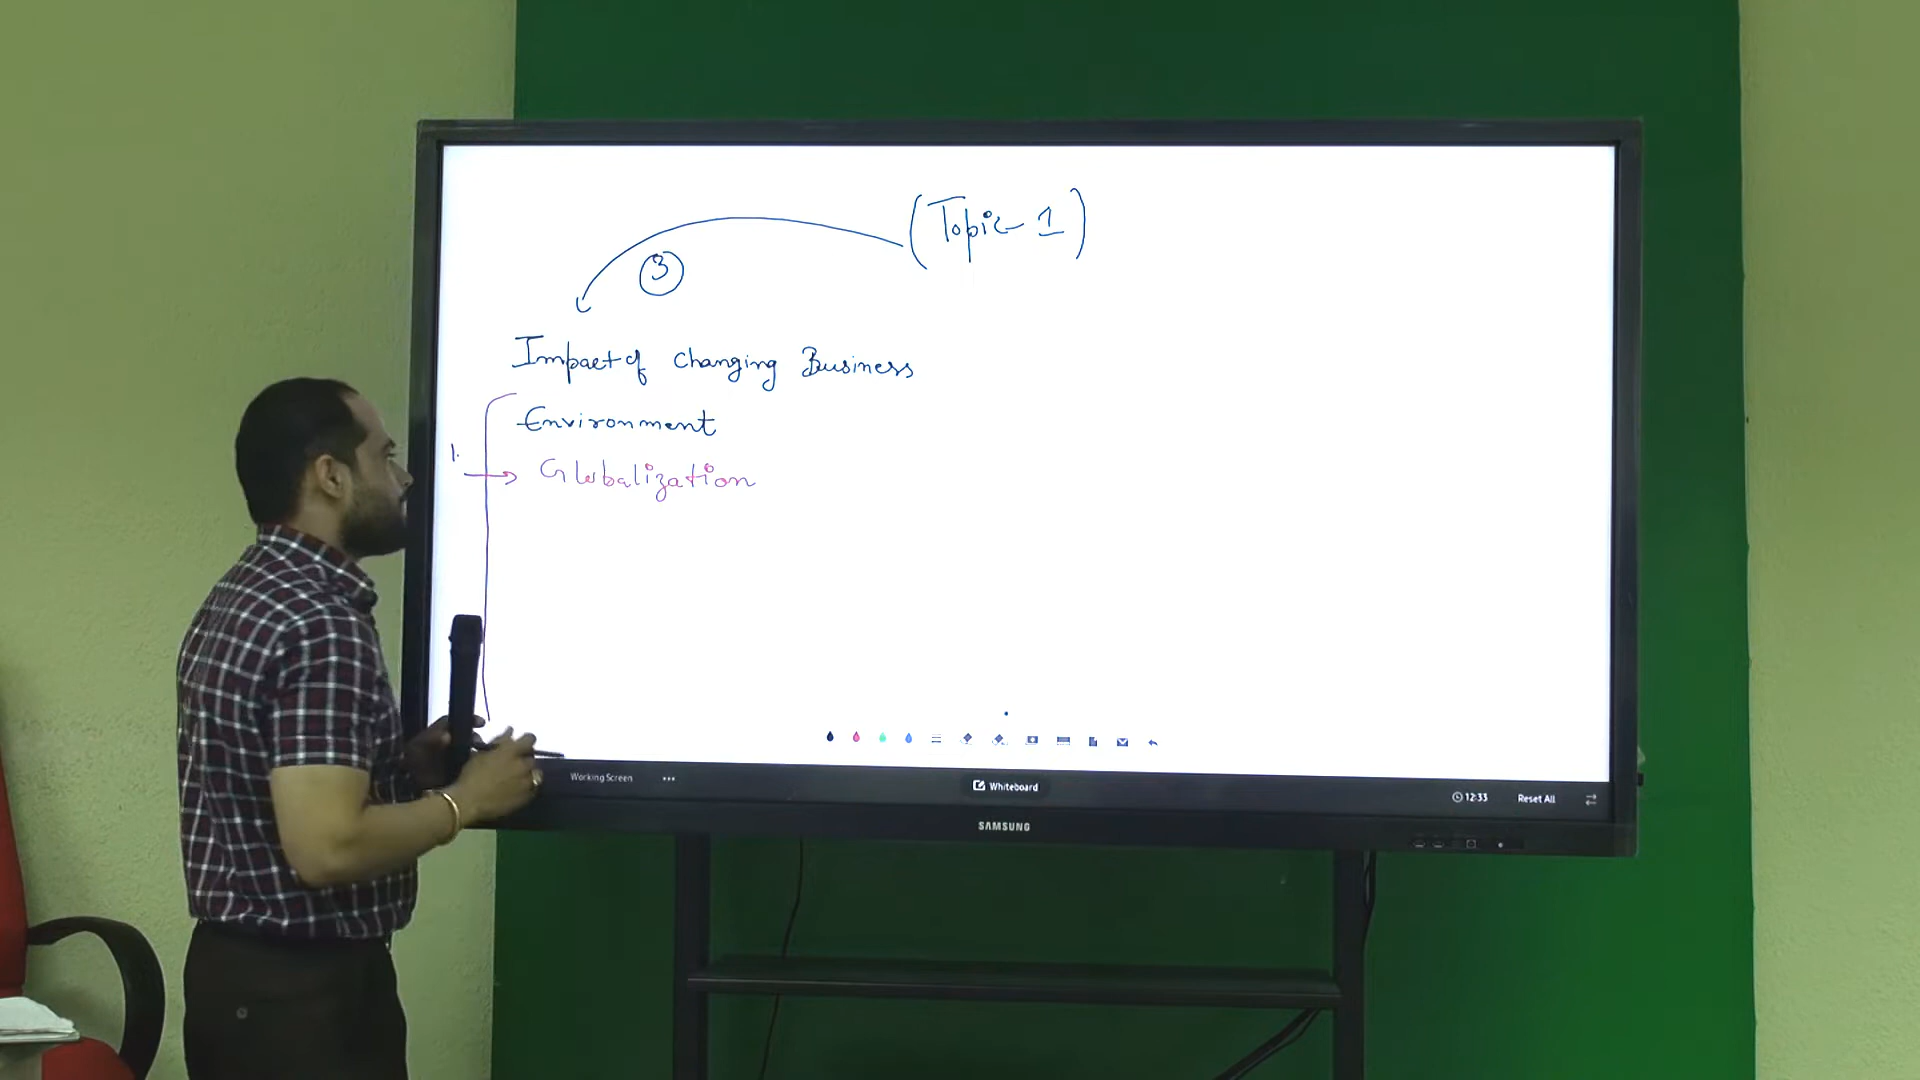 (Topic-1)
3
Impact of changing Business
Environment
1.
Globalization
Working Screen
Whiteboard
12:33
Reset All
SAMSUNG